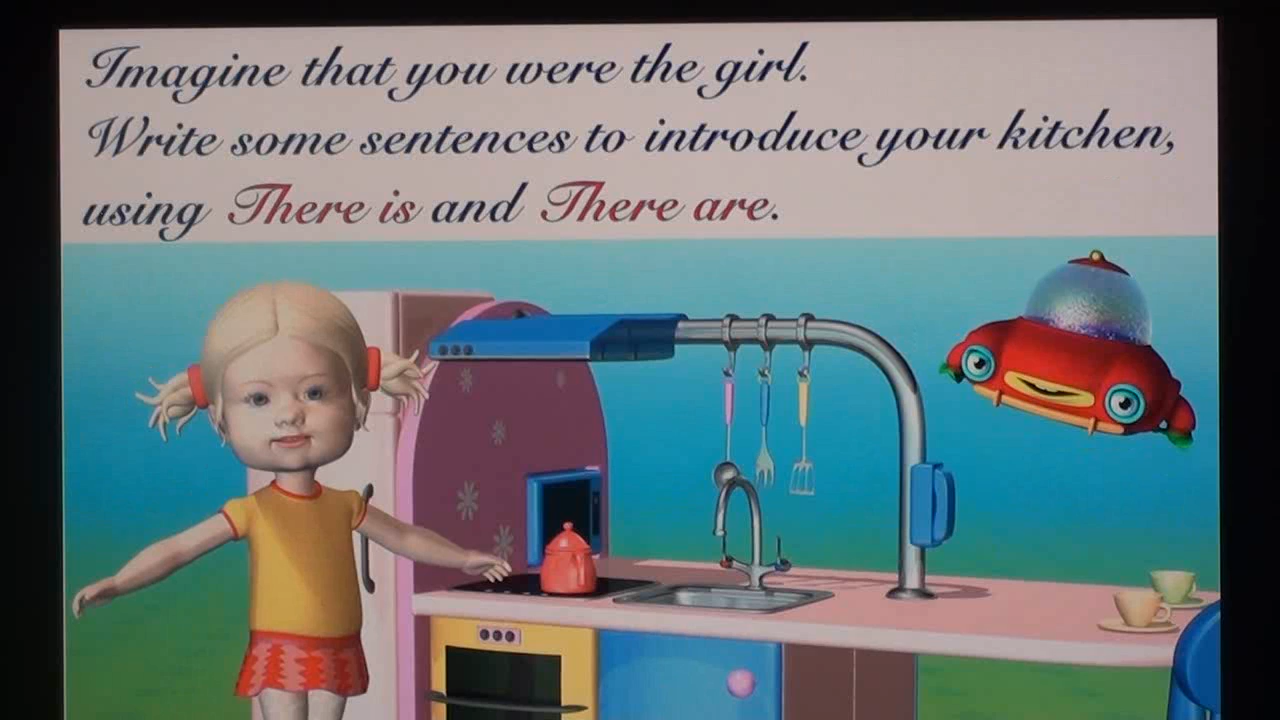 Imagine that you were the girl.
Write some sentences to introduce your kitchen,
using There is and There are.